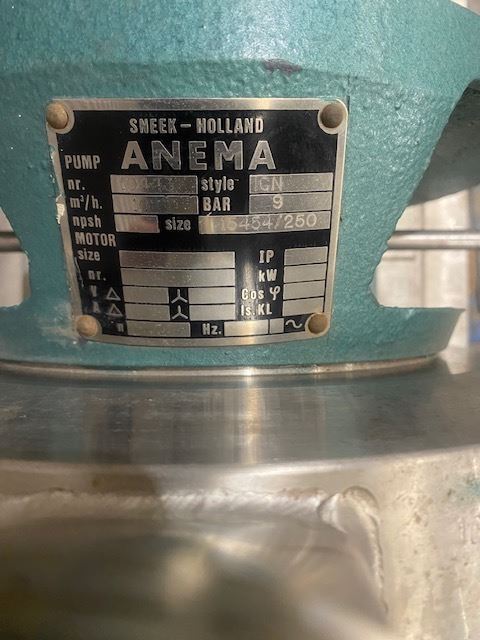 SNEEK - HOLLAND
PUMP ANEMA
nr. style CN
m³/h. BAR 9
npsh size
MOTOR
size IP
nr. kW
V △ Cos φ
A △ Is. KL
n Hz. ~